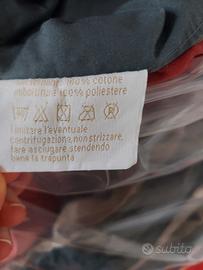 100% cotone
imbottitura 100% poliestere
limitare l'eventuale
centrifugazione, non strizzare,
fare asciugare, stendendo
bene la trapunta
subito